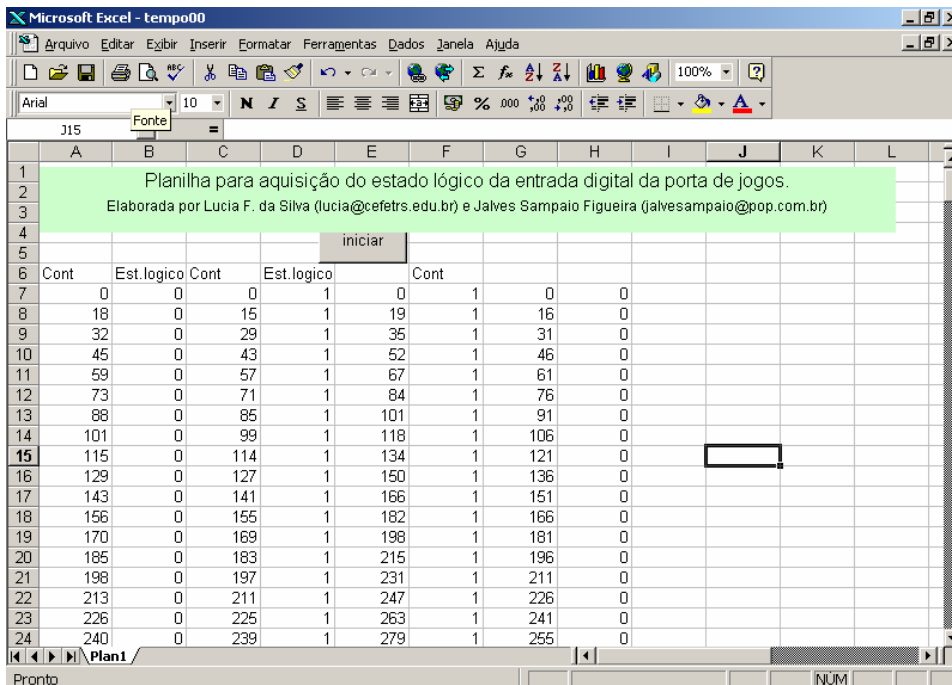 Microsoft Excel - tempo00
Arquivo Editar Exibir Inserir Formatar Ferramentas Dados Janela Ajuda
ABC Σ fx A Z Z A 100% ?
Arial 10 N I S % 000 ,0 ,00 ,00 ,0 A
J15 Fonte =
A B C D E F G H I J K L
1 Planilha para aquisição do estado lógico da entrada digital da porta de jogos.
2
3 Elaborada por Lucia F. da Silva (lucia@cefetrs.edu.br) e Jalves Sampaio Figueira (jalvesampaio@pop.com.br)
4 iniciar
5
6 Cont Est.logico Cont Est.logico Cont
7 0 0 0 1 0 1 0 0
8 18 0 15 1 19 1 16 0
9 32 0 29 1 35 1 31 0
10 45 0 43 1 52 1 46 0
11 59 0 57 1 67 1 61 0
12 73 0 71 1 84 1 76 0
13 88 0 85 1 101 1 91 0
14 101 0 99 1 118 1 106 0
15 115 0 114 1 134 1 121 0
16 129 0 127 1 150 1 136 0
17 143 0 141 1 166 1 151 0
18 156 0 155 1 182 1 166 0
19 170 0 169 1 198 1 181 0
20 185 0 183 1 215 1 196 0
21 198 0 197 1 231 1 211 0
22 213 0 211 1 247 1 226 0
23 226 0 225 1 263 1 241 0
24 240 0 239 1 279 1 255 0
Plan1
Pronto NÚM